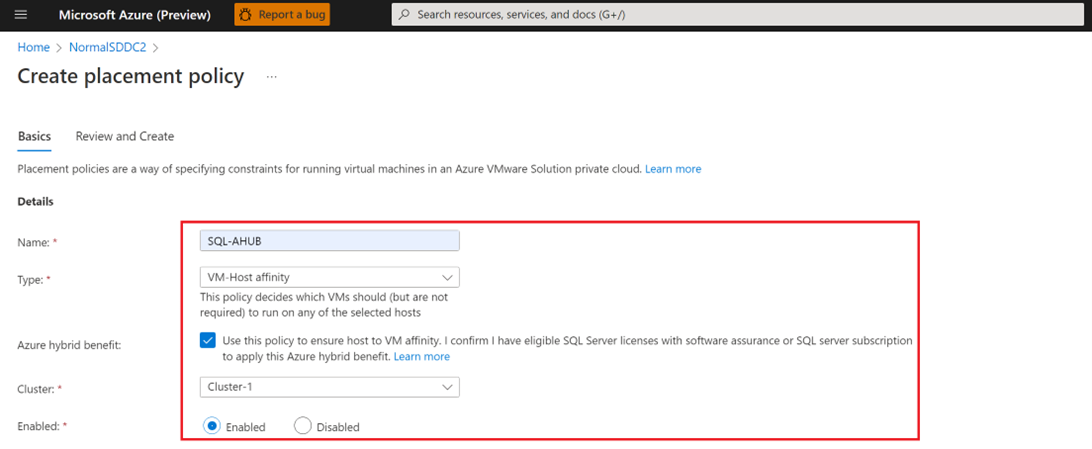 Microsoft Azure (Preview) Report a bug Search resources, services, and docs (G+/)
Home > NormalSDDC2 >
Create placement policy ...
Basics Review and Create
Placement policies are a way of specifying constraints for running virtual machines in an Azure VMware Solution private cloud. Learn more
Details
Name: * SQL-AHUB
Type: * VM-Host affinity
This policy decides which VMs should (but are not
required) to run on any of the selected hosts
Azure hybrid benefit: Use this policy to ensure host to VM affinity. I confirm I have eligible SQL Server licenses with software assurance or SQL server subscription
to apply this Azure hybrid benefit. Learn more
Cluster: * Cluster-1
Enabled: * Enabled Disabled